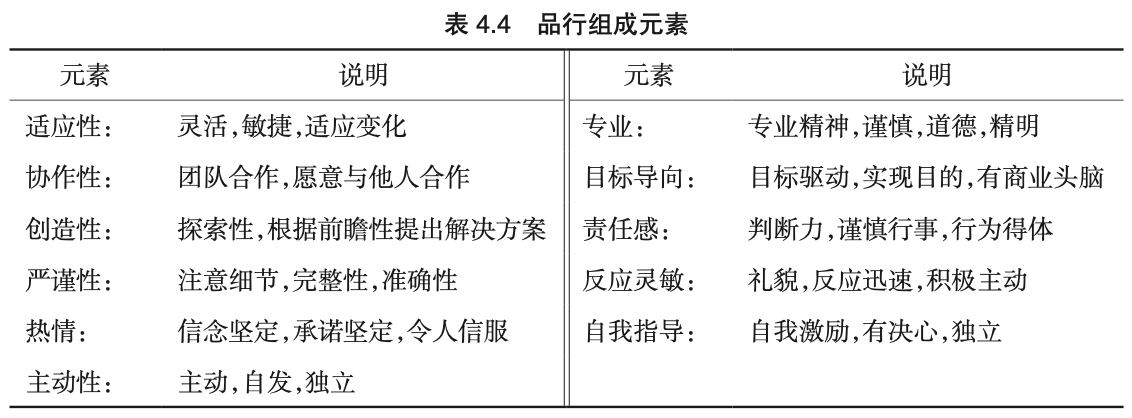 表 4.4 品行组成元素
元素 说明 元素 说明
适应性： 灵活,敏捷,适应变化 专业： 专业精神,谨慎,道德,精明
协作性： 团队合作,愿意与他人合作 目标导向： 目标驱动,实现目的,有商业头脑
创造性： 探索性,根据前瞻性提出解决方案 责任感： 判断力,谨慎行事,行为得体
严谨性： 注意细节,完整性,准确性 反应灵敏： 礼貌,反应迅速,积极主动
热情： 信念坚定,承诺坚定,令人信服 自我指导： 自我激励,有决心,独立
主动性： 主动,自发,独立